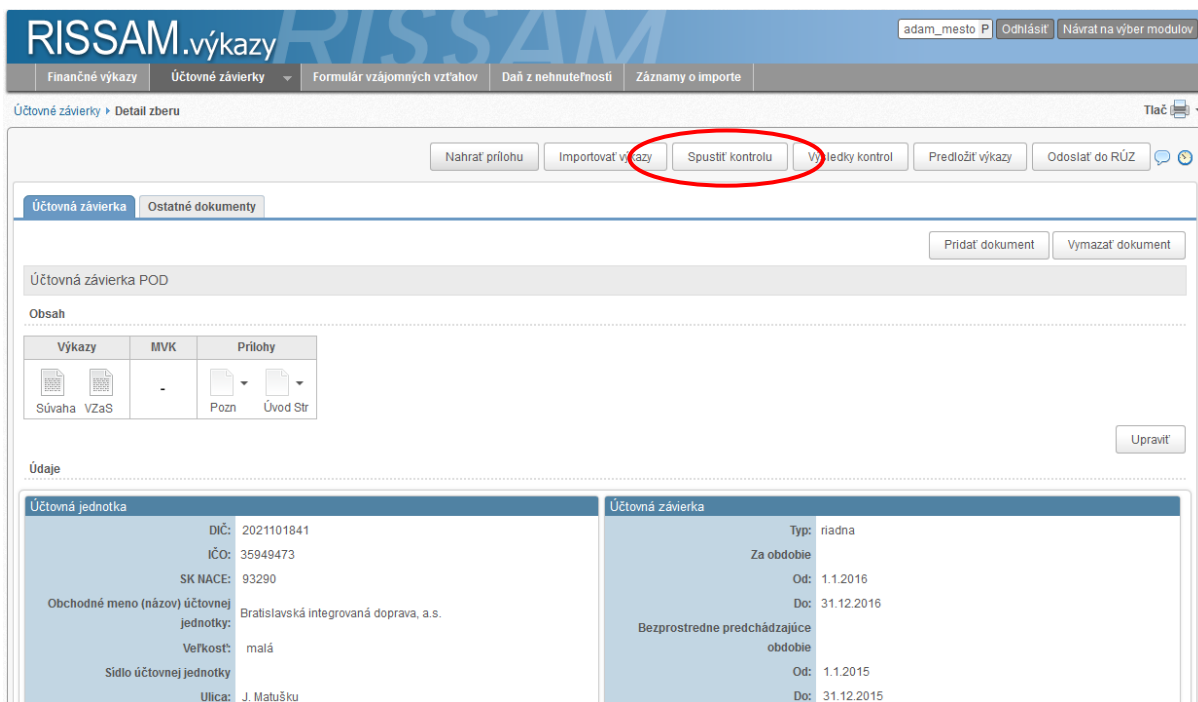 RISSAM.výkazy
RISSAM
adam_mesto P Odhlásiť Návrat na výber modulov
Finančné výkazy Účtovné závierky Formulár vzájomných vzťahov Daň z nehnuteľností Záznamy o importe
Účtovné závierky Detail zberu Tlač
Nahrať prílohu Importovať výkazy Spustiť kontrolu Výsledky kontrol Predložiť výkazy Odoslať do RÚZ
Účtovná závierka Ostatné dokumenty
Pridať dokument Vymazať dokument
Účtovná závierka POD
Obsah
Výkazy MVK Prílohy
-
Súvaha VZaS Pozn Úvod Str
Upraviť
Údaje
Účtovná jednotka
DIČ: 2021101841
IČO: 35949473
SK NACE: 93290
Obchodné meno (názov) účtovnej
jednotky: Bratislavská integrovaná doprava, a.s.
Veľkosť: malá
Sídlo účtovnej jednotky
Ulica: J. Matušku
Účtovná závierka
Typ: riadna
Za obdobie
Od: 1.1.2016
Do: 31.12.2016
Bezprostredne predchádzajúce
obdobie
Od: 1.1.2015
Do: 31.12.2015